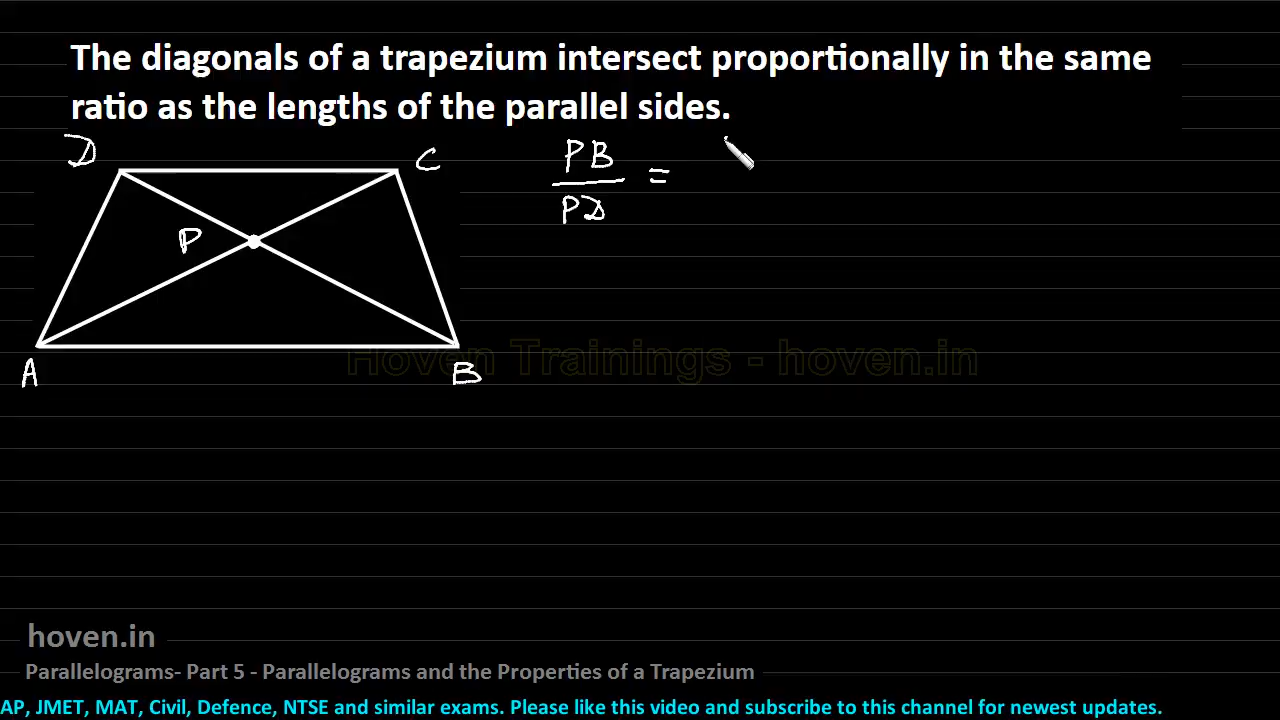 The diagonals of a trapezium intersect proportionally in the same
ratio as the lengths of the parallel sides.
D
C
PB
PD
=
P
A
B
Hoven Trainings - hoven.in
hoven.in
Parallelograms- Part 5 - Parallelograms and the Properties of a Trapezium
AP, JMET, MAT, Civil, Defence, NTSE and similar exams. Please like this video and subscribe to this channel for newest updates.